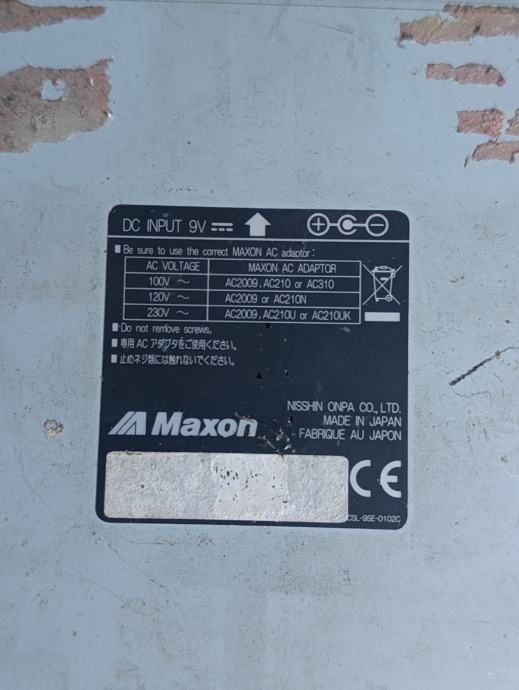 DC INPUT 9V
Be sure to use the correct MAXON AC adaptor:
AC VOLTAGE MAXON AC ADAPTOR
100V ~ AC2009, AC210 or AC310
120V ~ AC2009 or AC210N
230V ~ AC2009, AC210U or AC210UK
Do not remove screws.
専用 AC アダプタをご使用ください。
止めネジ類には触れないでください。
NISSHIN ONPA CO., LTD.
MADE IN JAPAN
FABRIQUE AU JAPON
Maxon
CE
CSL-9SE-0102C